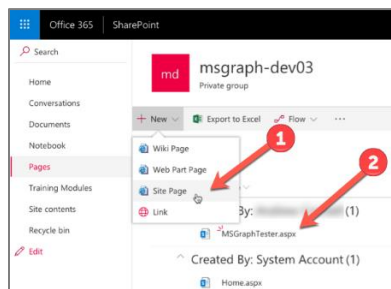 Office 365
SharePoint
Search
Home
Conversations
Documents
Notebook
Pages
Training Modules
Site contents
Recycle bin
Edit
md
msgraph-dev03
Private group
New
Export to Excel
Flow
Wiki Page
Web Part Page
Site Page
Link
1
2
By:
(1)
MSGraphTester.aspx
Created By: System Account (1)
Home.aspx